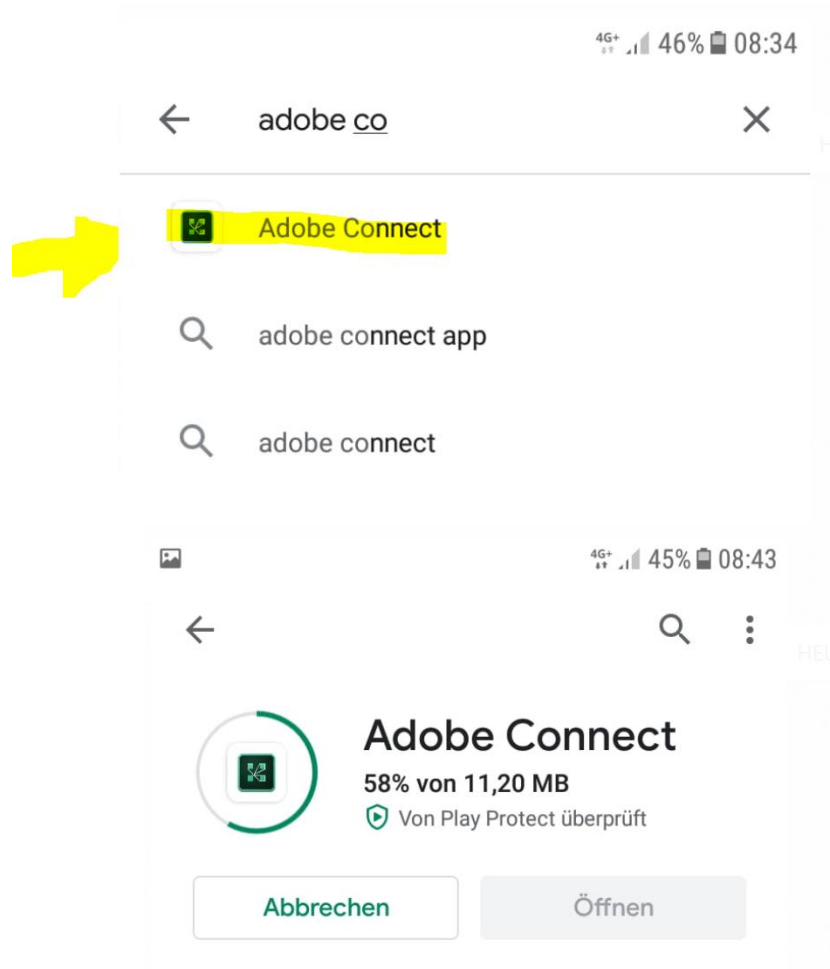 4G+ 46% 08:34
adobe co
Adobe Connect
adobe connect app
adobe connect
4G+ 45% 08:43
Adobe Connect
58% von 11,20 MB
Von Play Protect überprüft
Abbrechen Öffnen